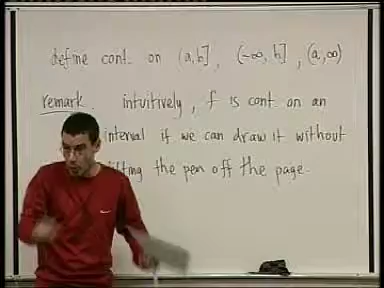 define cont. on (a,b], (-∞, b], (a,∞)
remark. intuitively, f is cont. on an
interval if we can draw it without
lifting the pen off the page.